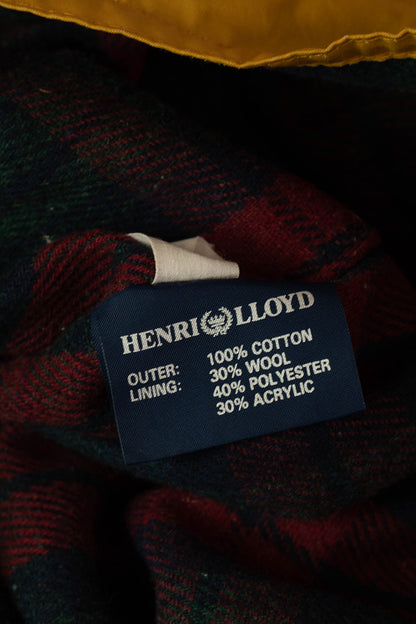 HENRI LLOYD
OUTER: 100% COTTON
LINING: 30% WOOL
40% POLYESTER
30% ACRYLIC